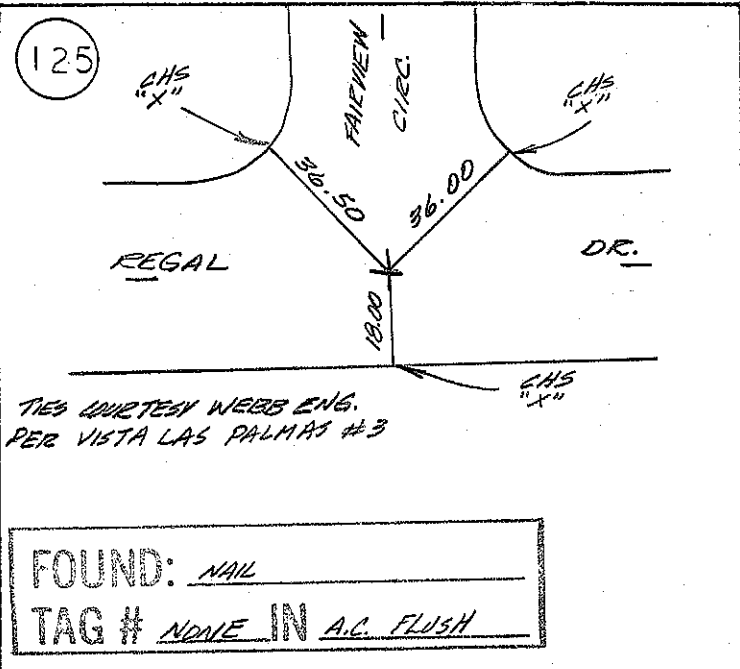 125
CHS
"X"
FAIRVIEW
CIRC.
CHS
"X"
36.50
36.00
REGAL
DR.
18.00
CHS
"X"
TIES COURTESY WEBB ENG.
PER VISTA LAS PALMAS #3
FOUND: NAIL
TAG # NONE IN A.C. FLUSH